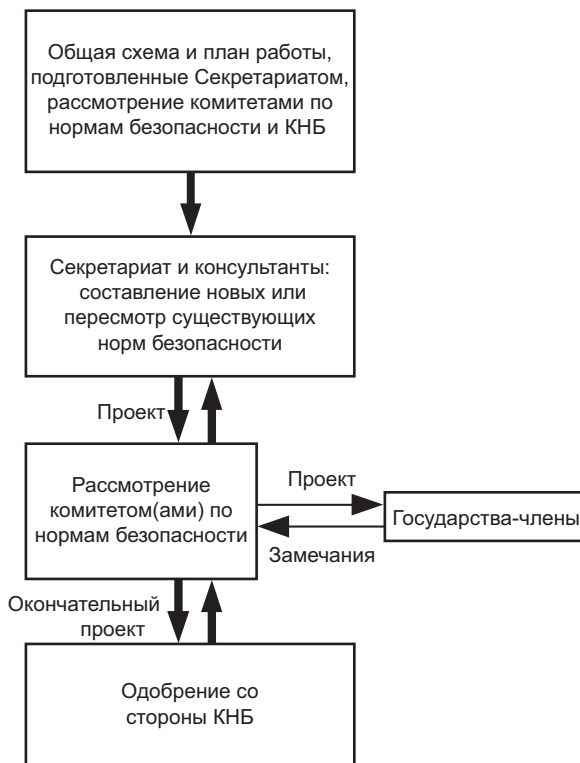 Общая схема и план работы,
подготовленные Секретариатом,
рассмотрение комитетами по
нормам безопасности и КНБ
Секретариат и консультанты:
составление новых или
пересмотр существующих
норм безопасности
Проект
Рассмотрение
комитетом(ами) по
нормам безопасности
Проект
Государства-члены
Замечания
Окончательный
проект
Одобрение со
стороны КНБ